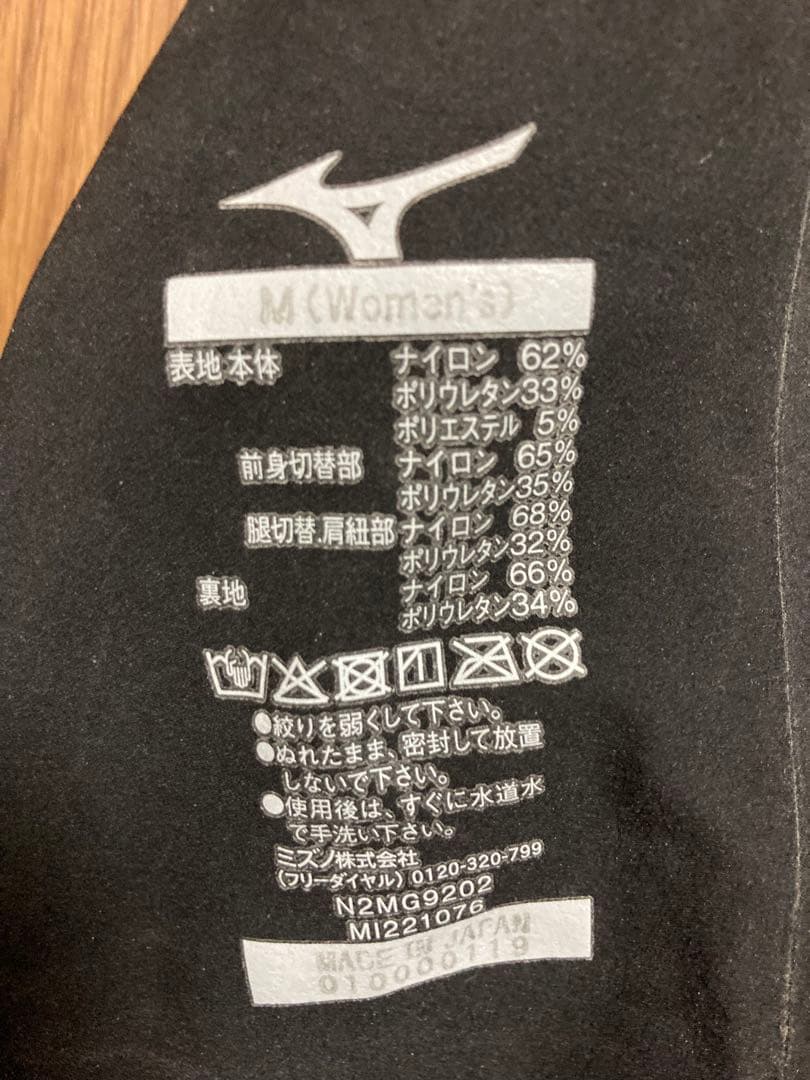 M (Women's)
表地 本体 ナイロン 62%
ポリウレタン33%
ポリエステル 5%
前身切替部 ナイロン 65%
ポリウレタン35%
腿切替.肩紐部 ナイロン 68%
ポリウレタン32%
裏地 ナイロン 66%
ポリウレタン34%
●絞りを弱くして下さい。
●ぬれたまま、密封して放置
しないで下さい。
●使用後は、すぐに水道水
で手洗い下さい。
ミズノ株式会社
(フリーダイヤル) 0120-320-799
N2MG9202
MI221076
MADE IN JAPAN
010000119